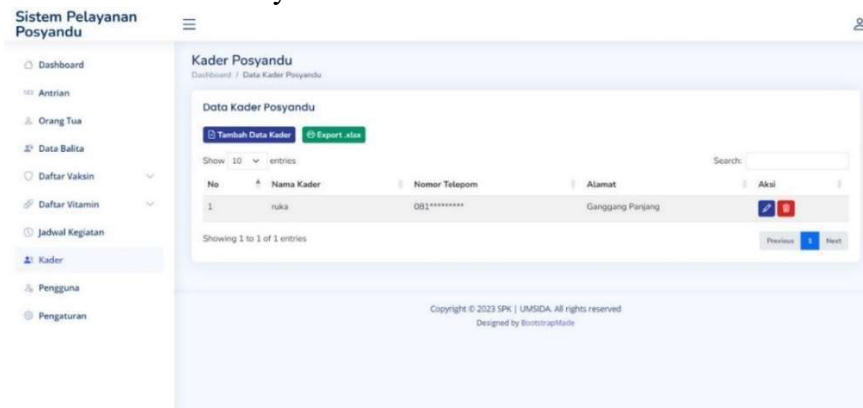 Sistem Pelayanan
Posyandu
Dashboard
Antrian
Orang Tua
Data Balita
Daftar Vaksin
Daftar Vitamin
Jadwal Kegiatan
Kader
Pengguna
Pengaturan
Kader Posyandu
Dashboard / Data Kader Posyandu
Data Kader Posyandu
Tambah Data Kader Export .xlsx
Show 10 entries Search:
No Nama Kader Nomor Telepom Alamat Aksi
1 ruka 081********* Ganggang Panjang
Showing 1 to 1 of 1 entries Previous 1 Next
Copyright © 2023 SPK | UMSIDA. All rights reserved
Designed by BootstrapMade